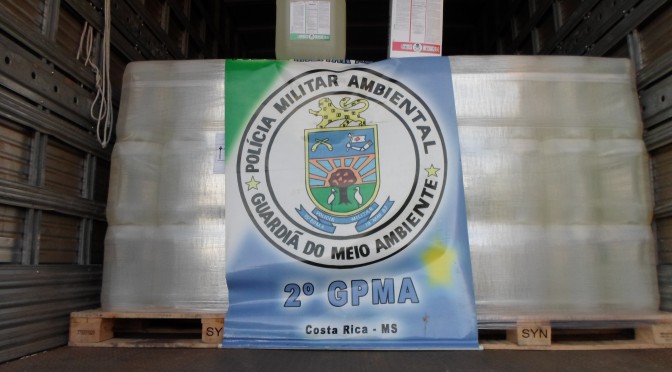 POLÍCIA MILITAR AMBIENTAL
GUARDIÃ DO MEIO AMBIENTE
2º GPMA
Costa Rica - MS
SYN
SYN